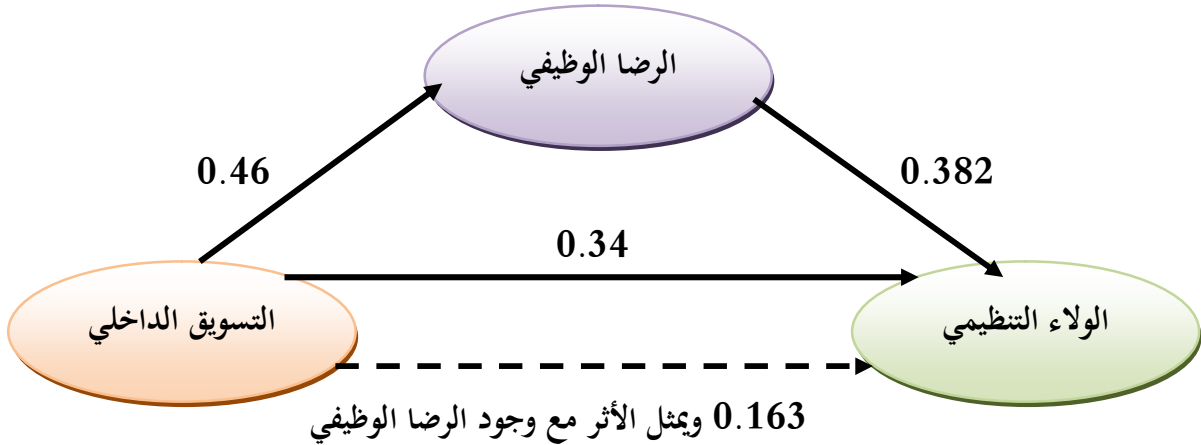 الرضا الوظيفي
0.46
0.382
0.34
التسويق الداخلي
الولاء التنظيمي
0.163 ويمثل الأثر مع وجود الرضا الوظيفي